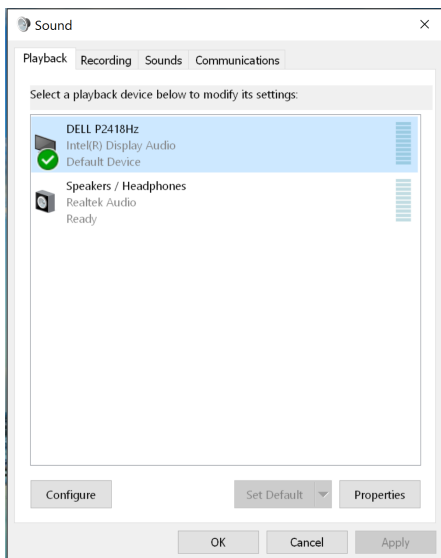 Sound
Playback Recording Sounds Communications
Select a playback device below to modify its settings:
DELL P2418Hz
Intel(R) Display Audio
Default Device
Speakers / Headphones
Realtek Audio
Ready
Configure Set Default Properties
OK Cancel Apply